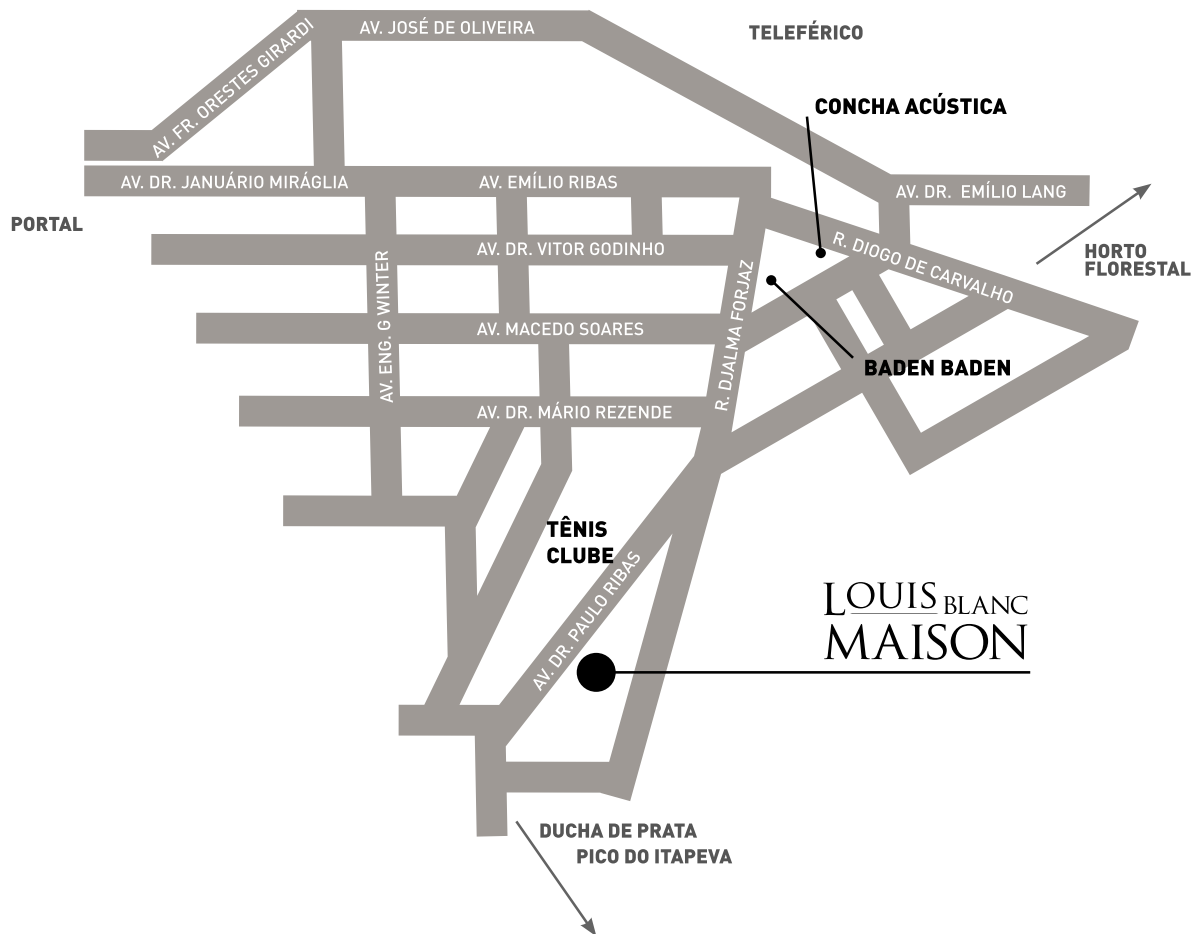 AV. JOSÉ DE OLIVEIRA
TELEFÉRICO
AV. FR. ORESTES GIRARDI
CONCHA ACÚSTICA
AV. DR. JANUÁRIO MIRÁGLIA
AV. EMÍLIO RIBAS
AV. DR. EMÍLIO LANG
PORTAL
R. DIOGO DE CARVALHO
AV. DR. VITOR GODINHO
HORTO
FLORESTAL
AV. ENG. G WINTER
R. DJALMA FORJAZ
AV. MACEDO SOARES
BADEN BADEN
AV. DR. MÁRIO REZENDE
TÊNIS
CLUBE
AV. DR. PAULO RIBAS
LOUIS BLANC
MAISON
DUCHA DE PRATA
PICO DO ITAPEVA